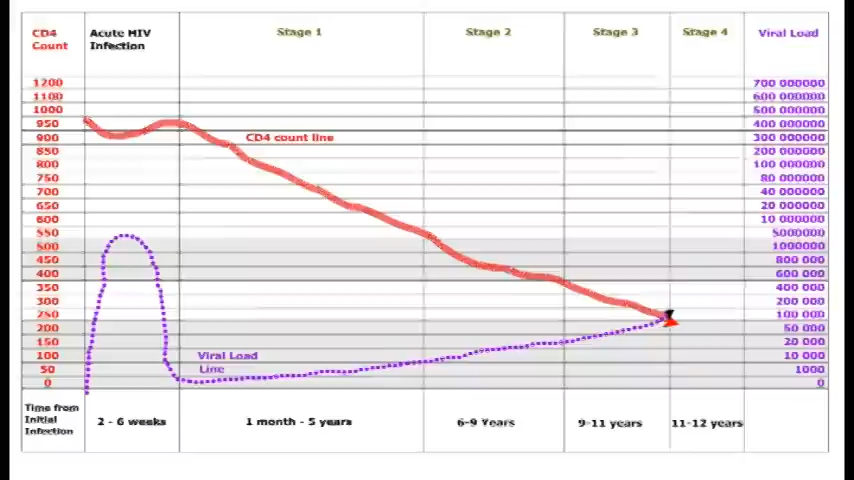 CD4 Count
Acute HIV Infection
Stage 1
Stage 2
Stage 3
Stage 4
Viral Load
1200
700 000000
1100
600 000000
1000
500 000000
950
400 000000
900
CD4 count line
300 000000
850
200 000000
800
100 000000
750
80 000000
700
40 000000
650
20 000000
600
10 000000
550
5000000
500
1000000
450
800 000
400
600 000
350
400 000
300
200 000
250
100 000
200
50 000
150
20 000
100
Viral Load
10 000
50
Line
1000
0
0
Time from Initial Infection
2 - 6 weeks
1 month - 5 years
6-9 Years
9-11 years
11-12 years